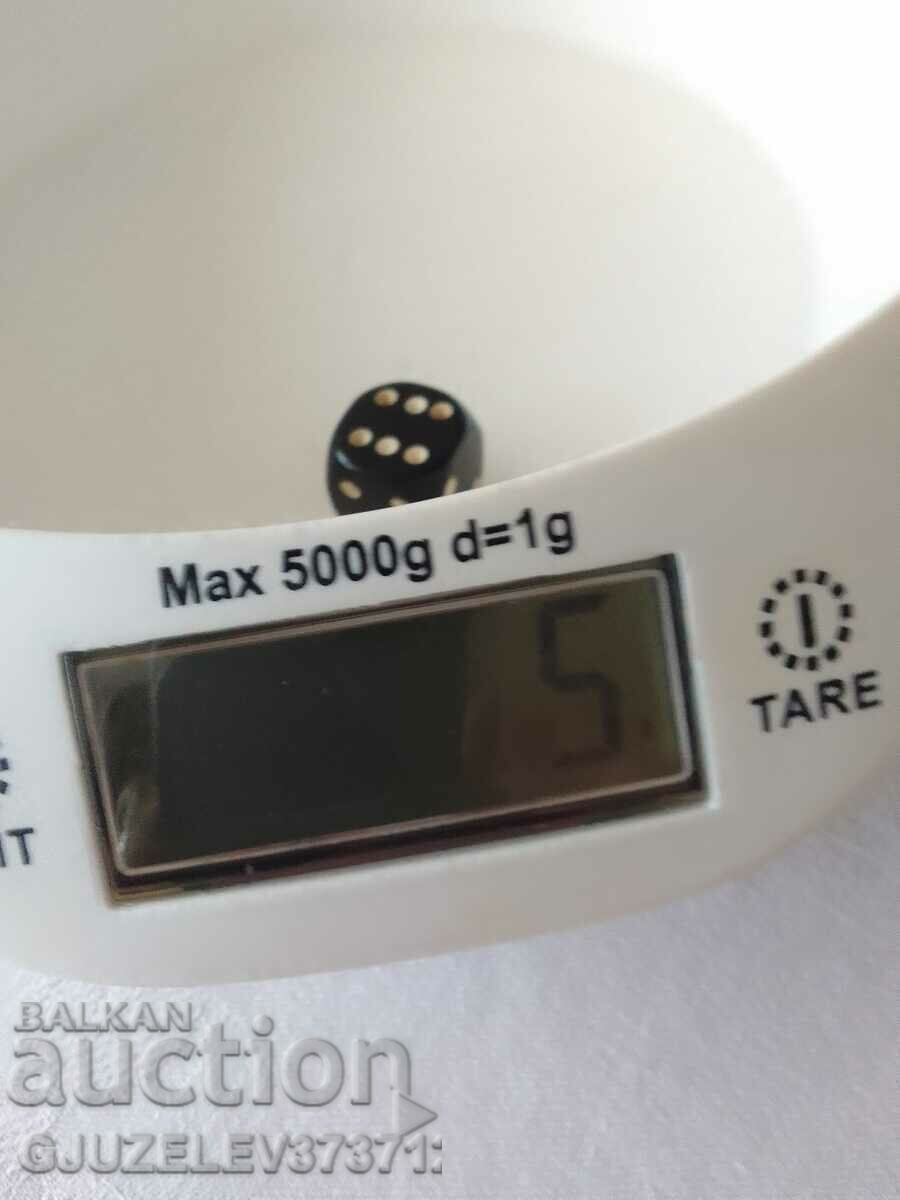 Max 5000g d=1g
5
TARE
IT
BALKAN
auction
GJUZELEV37371